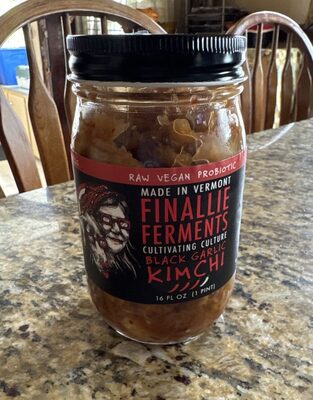 RAW VEGAN PROBIOTIC
MADE IN VERMONT
FINALLIE
FERMENTS
CULTIVATING CULTURE
BLACK GARLIC
KIMCHI
16 FL OZ (1 PINT)